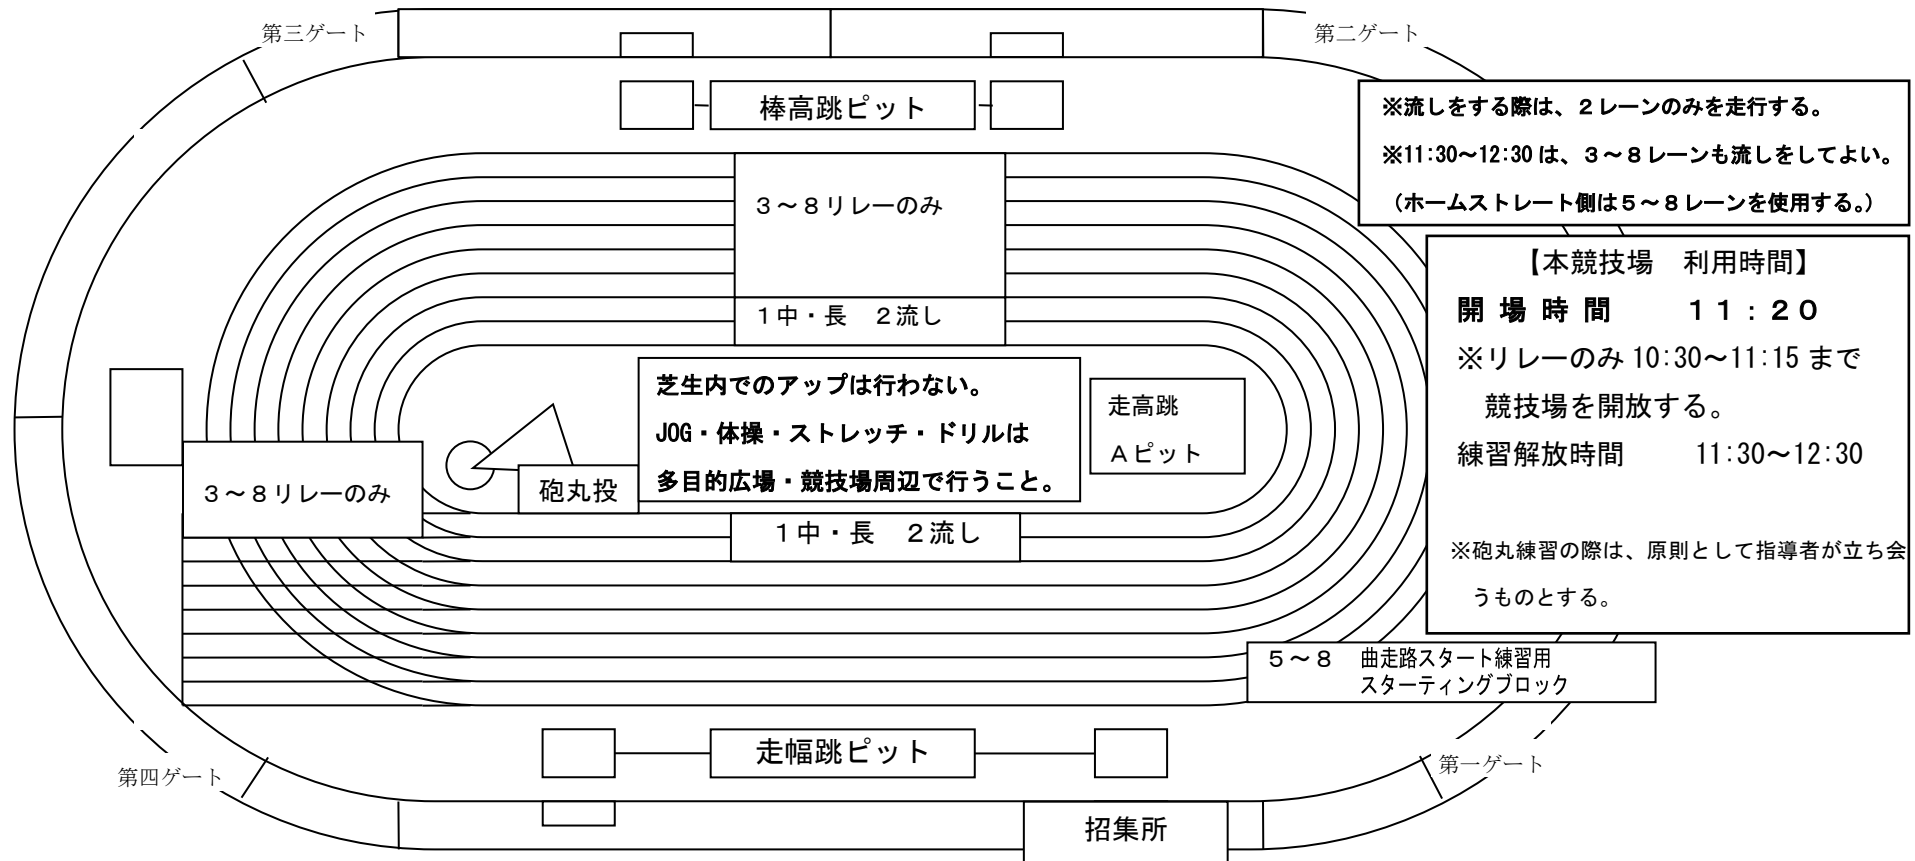 第三ゲート
第二ゲート
棒高跳ピット
※流しをする際は、２レーンのみを走行する。
※11:30～12:30 は、３～８レーンも流しをしてよい。
（ホームストレート側は５～８レーンを使用する。）
３～８リレーのみ
１中・長　２流し
【本競技場　利用時間】
開 場 時 間　　１１：２０
※リレーのみ 10:30～11:15 まで
競技場を開放する。
練習解放時間　　11:30～12:30
※砲丸練習の際は、原則として指導者が立ち会
うものとする。
芝生内でのアップは行わない。
JOG・体操・ストレッチ・ドリルは
多目的広場・競技場周辺で行うこと。
走高跳
Ａピット
３～８リレーのみ
砲丸投
１中・長　２流し
５～８　曲走路スタート練習用
スターティングブロック
走幅跳ピット
第四ゲート
第一ゲート
招集所